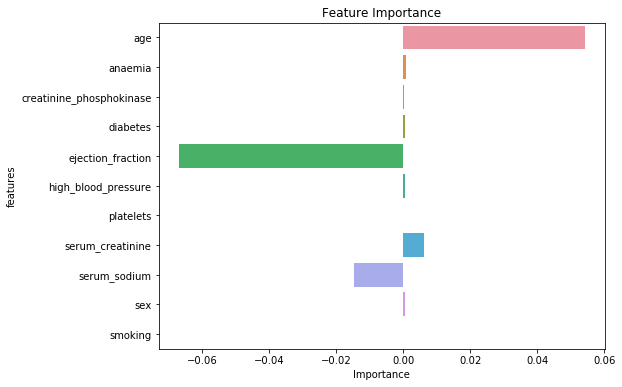 Feature Importance
age
anaemia
creatinine_phosphokinase
diabetes
ejection_fraction
high_blood_pressure
platelets
serum_creatinine
serum_sodium
sex
smoking
features
−0.06 −0.04 −0.02 0.00 0.02 0.04 0.06
Importance